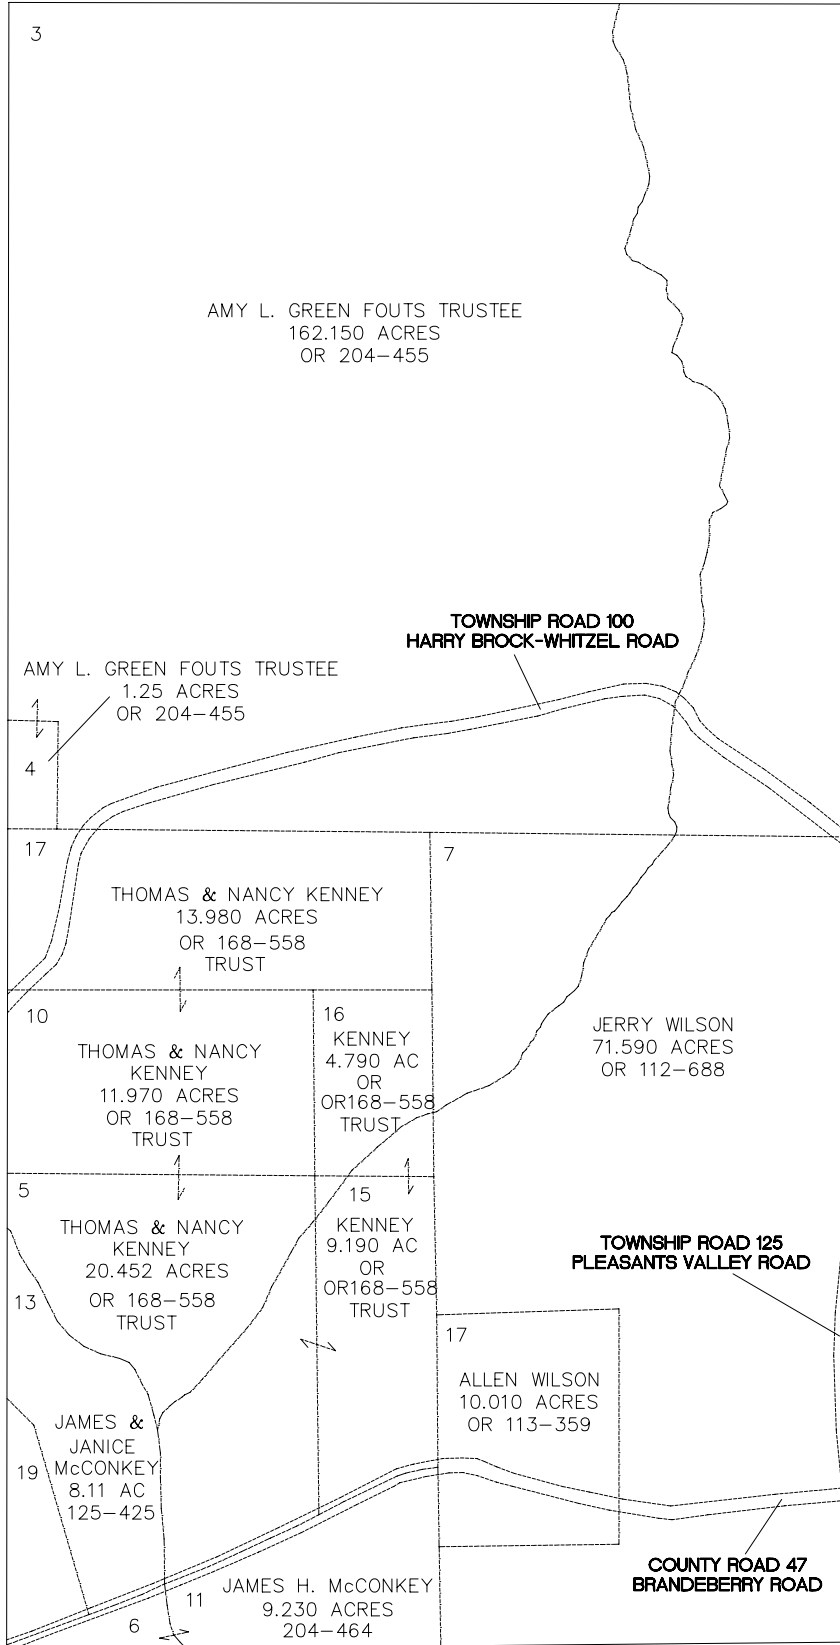 3
AMY L. GREEN FOUTS TRUSTEE
162.150 ACRES
OR 204-455
TOWNSHIP ROAD 100
HARRY BROCK-WHITZEL ROAD
AMY L. GREEN FOUTS TRUSTEE
1.25 ACRES
OR 204-455
4
17
7
THOMAS & NANCY KENNEY
13.980 ACRES
OR 168-558
TRUST
10
THOMAS & NANCY
KENNEY
11.970 ACRES
OR 168-558
TRUST
16
KENNEY
4.790 AC
OR
OR168-558
TRUST
JERRY WILSON
71.590 ACRES
OR 112-688
5
THOMAS & NANCY
KENNEY
20.452 ACRES
OR 168-558
TRUST
15
KENNEY
9.190 AC
OR
OR168-558
TRUST
TOWNSHIP ROAD 125
PLEASANTS VALLEY ROAD
13
17
ALLEN WILSON
10.010 ACRES
OR 113-359
JAMES &
JANICE
McCONKEY
8.11 AC
125-425
19
COUNTY ROAD 47
BRANDEBERRY ROAD
11
JAMES H. McCONKEY
9.230 ACRES
204-464
6